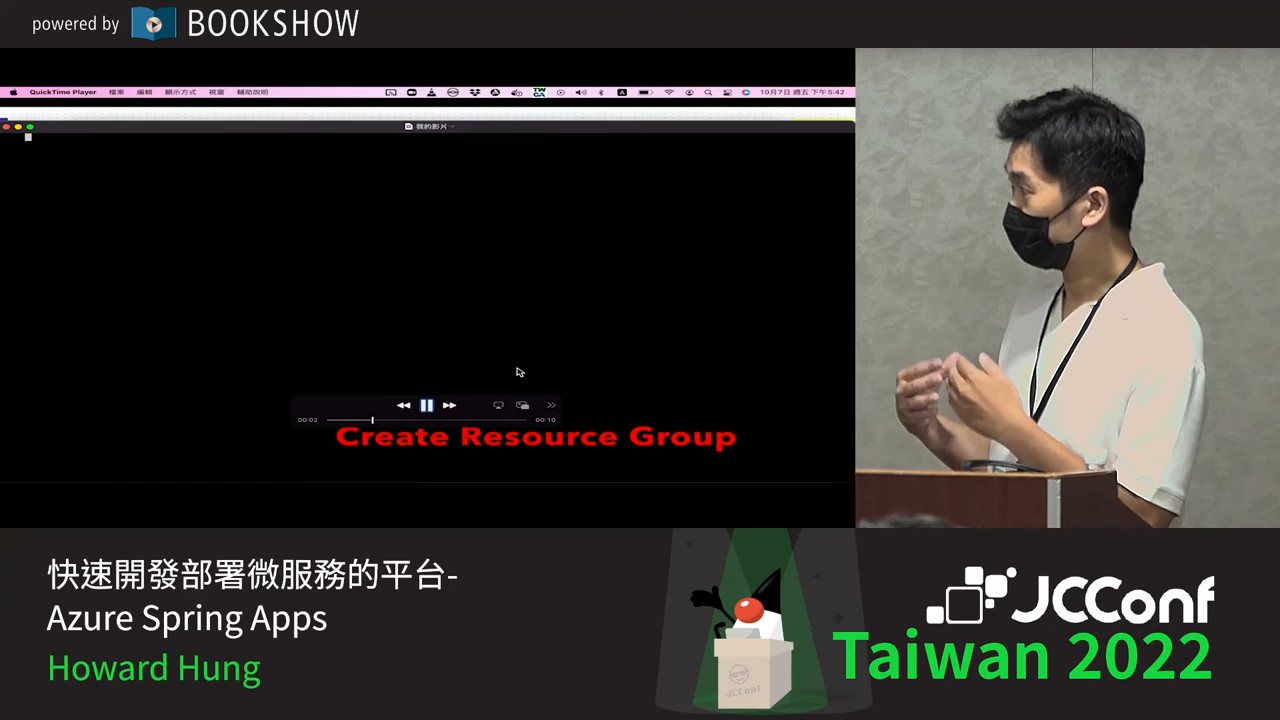 powered by BOOKSHOW
QuickTime Player 檔案 編輯 顯示方式 視窗 輔助說明
10月7日 週五 下午5:42
我的影片
00:02
00:10
Create Resource Group
快速開發部署微服務的平台-
Azure Spring Apps
Howard Hung
JCConf
JCConf
Taiwan 2022